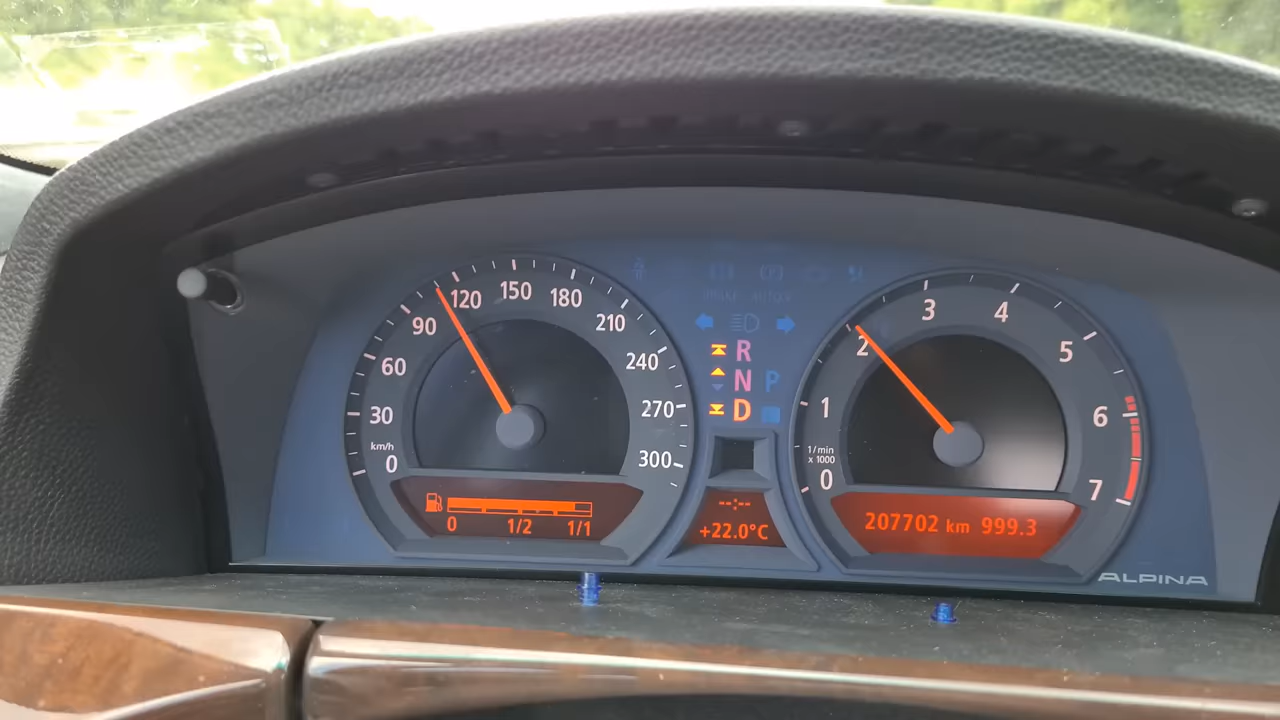 0
30
60
90
120
150
180
210
240
270
300
km/h
0 1/2 1/1
R
N P
D
--:--
+22.0°C
0
1
2
3
4
5
6
7
1/min
x 1000
207702 km 999.3
ALPINA